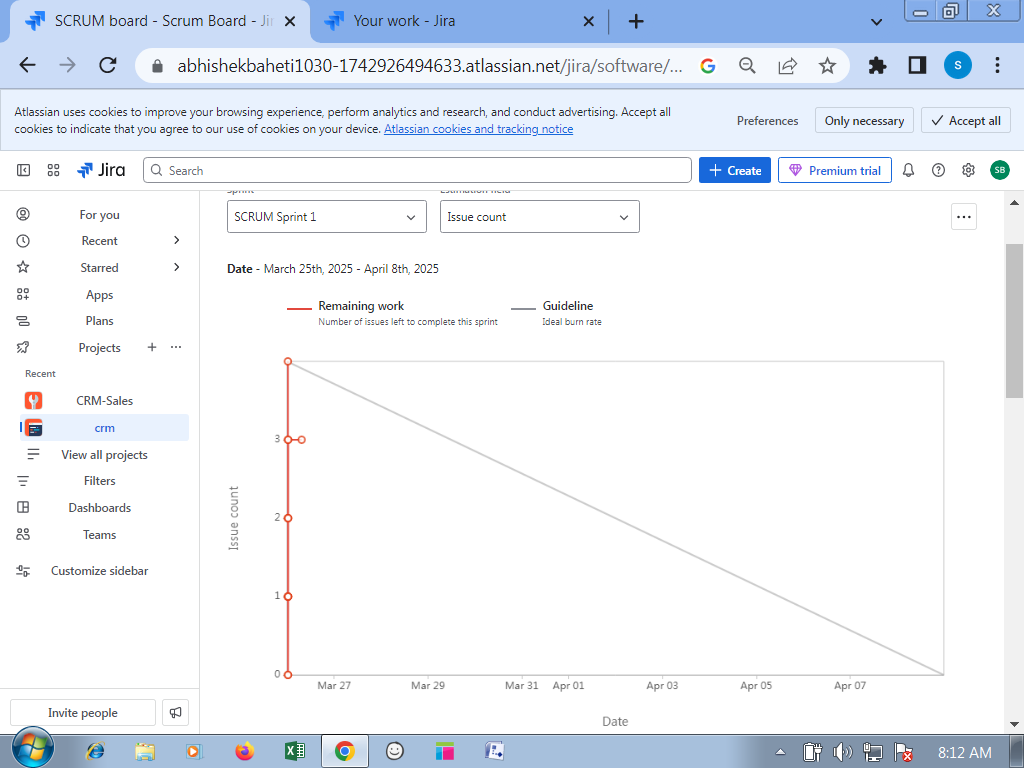 SCRUM board - Scrum Board - Jir
Your work - Jira
abhishekbaheti1030-1742926494633.atlassian.net/jira/software/...
S
Atlassian uses cookies to improve your browsing experience, perform analytics and research, and conduct advertising. Accept all
cookies to indicate that you agree to our use of cookies on your device. Atlassian cookies and tracking notice
Preferences
Only necessary
Accept all
Jira
Search
Create
Premium trial
SB
For you
Recent
Starred
Apps
Plans
Projects
Recent
CRM-Sales
crm
View all projects
Filters
Dashboards
Teams
Customize sidebar
Invite people
Sprint
Estimation field
SCRUM Sprint 1
Issue count
Date - March 25th, 2025 - April 8th, 2025
Remaining work
Number of issues left to complete this sprint
Guideline
Ideal burn rate
3
2
1
0
Issue count
Mar 27
Mar 29
Mar 31
Apr 01
Apr 03
Apr 05
Apr 07
Date
8:12 AM